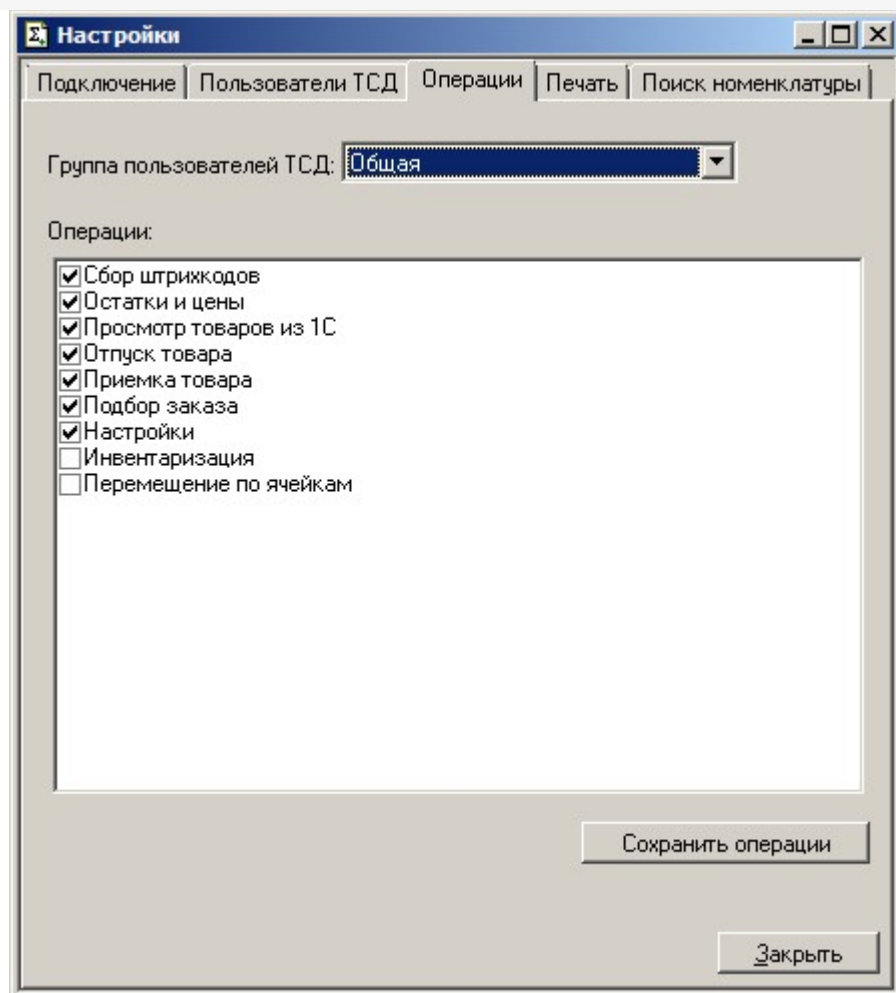 Настройки
Подключение Пользователи ТСД Операции Печать Поиск номенклатуры
Группа пользователей ТСД: Общая
Операции:
Сбор штрихкодов
Остатки и цены
Просмотр товаров из 1С
Отпуск товара
Приемка товара
Подбор заказа
Настройки
Инвентаризация
Перемещение по ячейкам
Сохранить операции
Закрыть